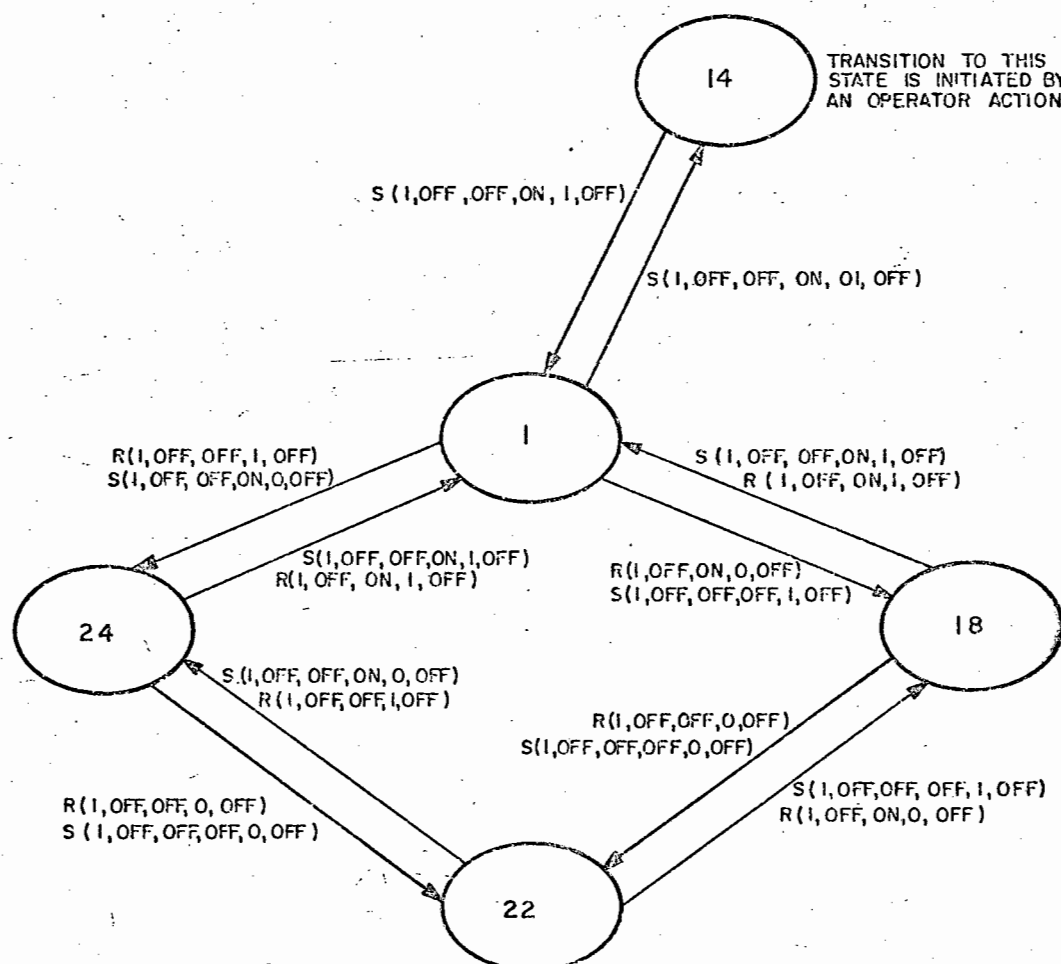 14
TRANSITION TO THIS
STATE IS INITIATED BY
AN OPERATOR ACTION
S (1,OFF ,OFF,ON, 1,OFF)
S(1,OFF,OFF, ON, 01, OFF)
1
R(1,OFF, OFF, 1, OFF)
S(1,OFF, OFF,ON,0,OFF)
S (1,OFF, OFF,ON,1,OFF)
R (1,OFF, ON,1,OFF)
S(1,OFF, OFF,ON,1,OFF)
R(1,OFF, ON, 1, OFF)
R(1,OFF,ON,0,OFF)
S(1,OFF,OFF,OFF,1,OFF)
24
18
S.(1,OFF, OFF,ON, 0, OFF)
R(1,OFF,OFF,1,OFF)
R(1,OFF,OFF,0,OFF)
S(1,OFF,OFF,OFF,0,OFF)
R(1,OFF,OFF, 0, OFF)
S (1,OFF,OFF,OFF, 0,OFF)
S(1,OFF,OFF, OFF,1,OFF)
R(1,OFF, ON,0, OFF)
22